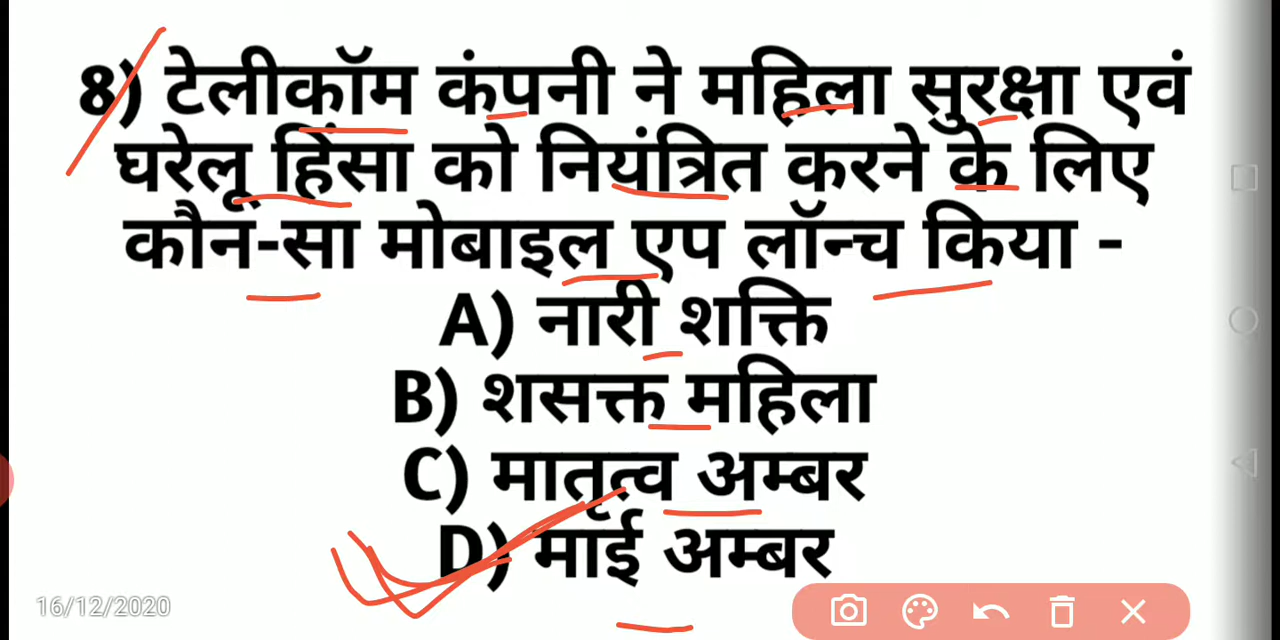 8) टेलीकॉम कंपनी ने महिला सुरक्षा एवं
घरेलू हिंसा को नियंत्रित करने के लिए
कौन-सा मोबाइल एप लॉन्च किया -
A) नारी शक्ति
B) शसक्त महिला
C) मातृत्व अम्बर
D) माई अम्बर
16/12/2020